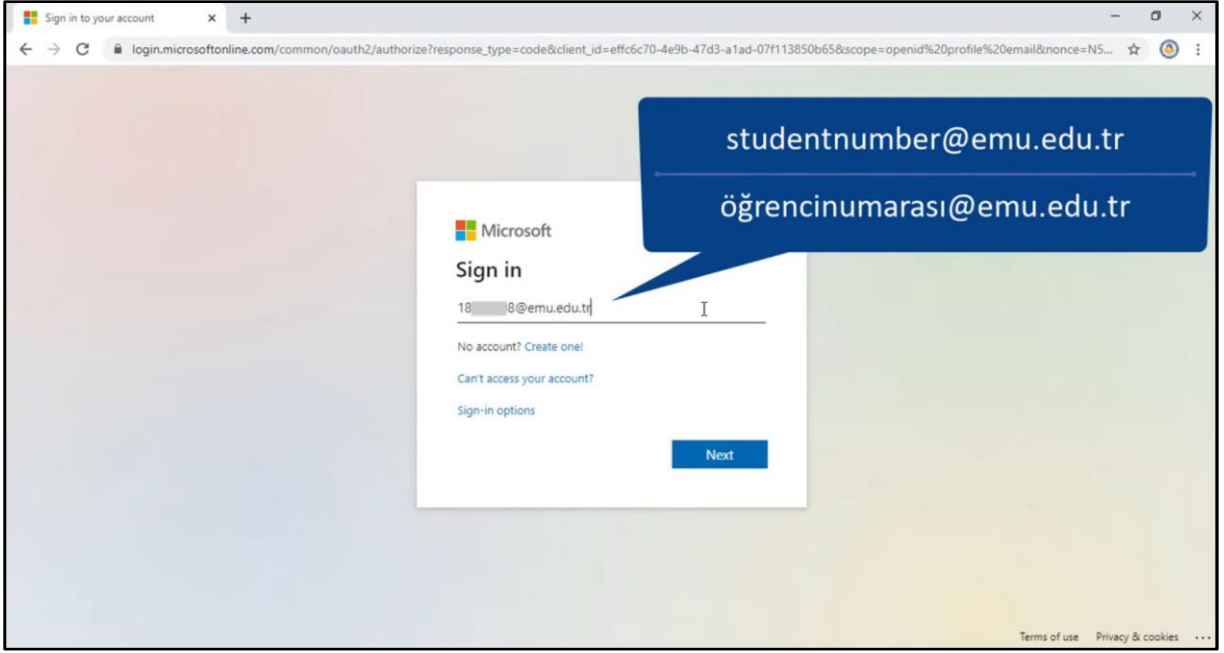 Sign in to your account
login.microsoftonline.com/common/oauth2/authorize?response_type=code&client_id=effc6c70-4e9b-47d3-a1ad-07f113850b65&scope=openid%20profile%20email&nonce=N5...
studentnumber@emu.edu.tr
öğrencinumarası@emu.edu.tr
Microsoft
Sign in
18 8@emu.edu.tr
No account? Create one!
Can't access your account?
Sign-in options
Next
Terms of use Privacy & cookies ...